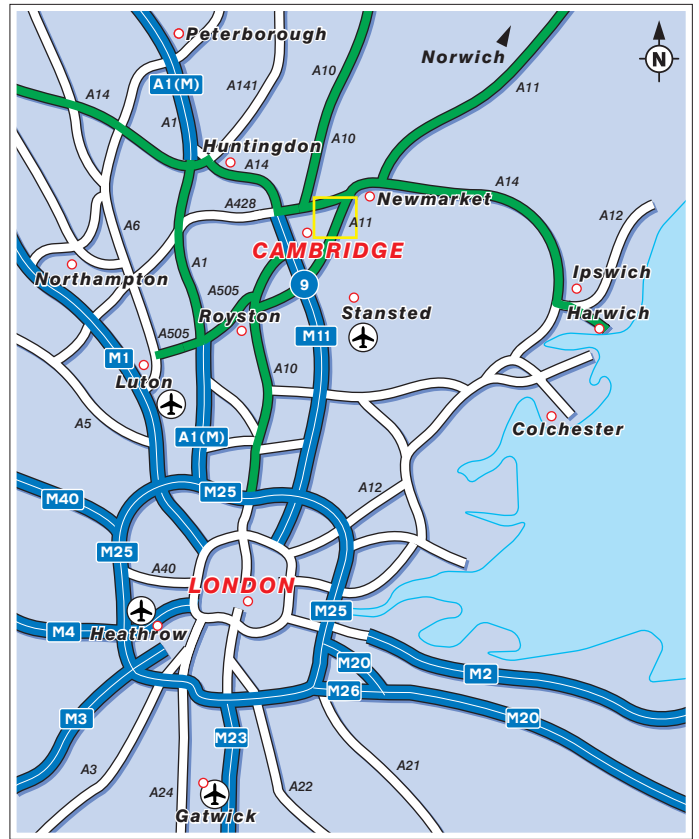 Peterborough
A10
Norwich
N
A14
A1(M)
A141
A11
A1
Huntingdon
A10
A14
A14
Newmarket
A428
A11
A12
A6
CAMBRIDGE
Northampton
A1
Ipswich
A505
9
Stansted
Harwich
Royston
A505
M11
M1
Luton
A10
A5
A1(M)
Colchester
M40
M25
A12
M25
A40
LONDON
M25
M4
Heathrow
M20
M2
M26
M3
M20
M23
A3
A21
A24
A22
Gatwick